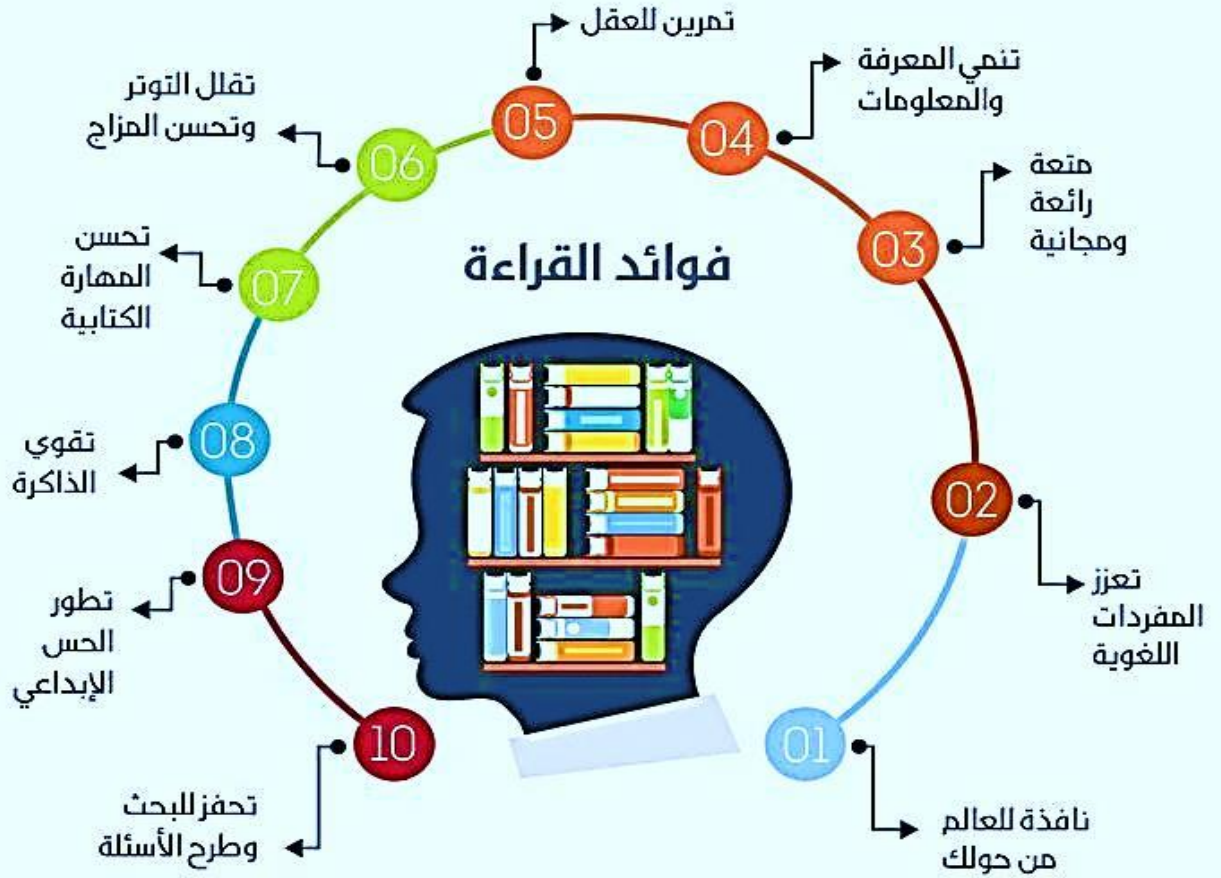 فوائد القراءة
01
نافذة للعالم
من حولك
02
تعزز
المفردات
اللغوية
03
متعة
رائعة
ومجانية
04
تنمي المعرفة
والمعلومات
05
تمرين للعقل
06
تقلل التوتر
وتحسن المزاج
07
تحسن
المهارة
الكتابية
08
تقوي
الذاكرة
09
تطور
الحس
الإبداعي
10
تحفز للبحث
وطرح الأسئلة